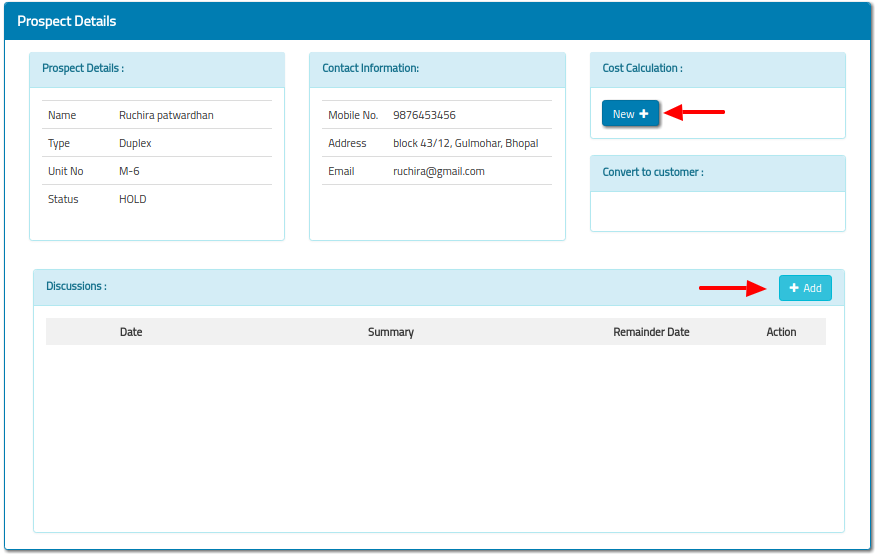 Prospect Details
Prospect Details :
Name Ruchira patwardhan
Type Duplex
Unit No M-6
Status HOLD
Contact Information:
Mobile No. 9876453456
Address block 43/12, Gulmohar, Bhopal
Email ruchira@gmail.com
Cost Calculation :
New +
Convert to customer :
Discussions :
+ Add
Date Summary Remainder Date Action